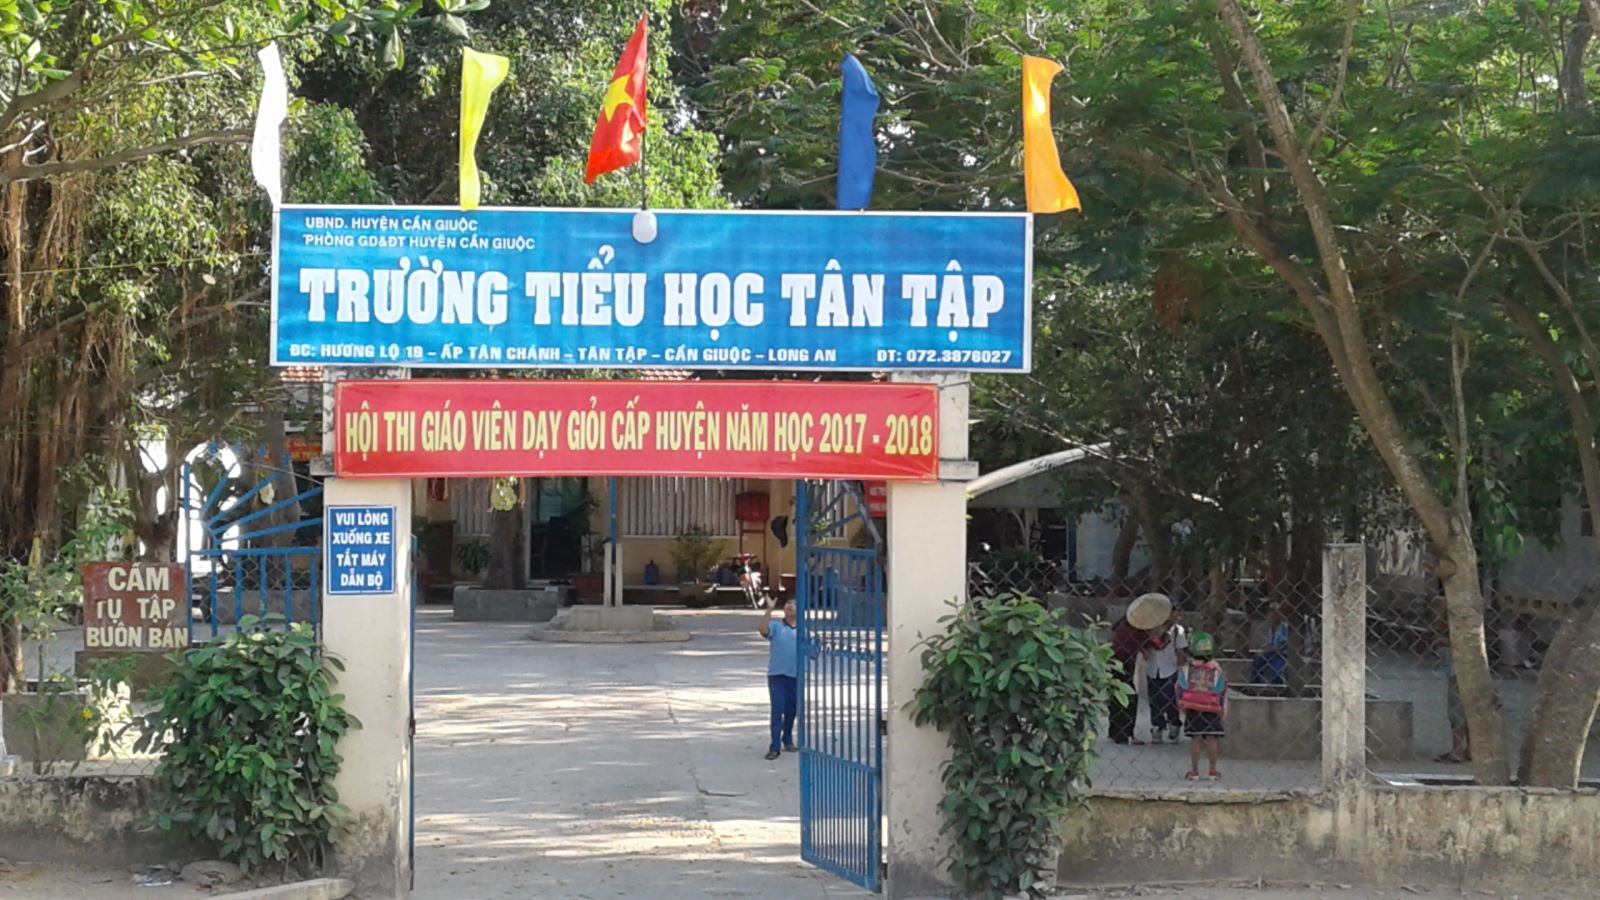 UBND. HUYỆN CẦN GIUỘC
PHÒNG GD&ĐT HUYỆN CẦN GIUỘC
TRƯỜNG TIỂU HỌC TÂN TẬP
ĐC: HƯƠNG LỘ 19 - ẤP TÂN CHÁNH - TÂN TẬP - CẦN GIUỘC - LONG AN ĐT: 072.3876027
HỘI THI GIÁO VIÊN DẠY GIỎI CẤP HUYỆN NĂM HỌC 2017 - 2018
VUI LÒNG
XUỐNG XE
TẮT MÁY
DẪN BỘ
CẤM
TỤ TẬP
BUÔN BÁN